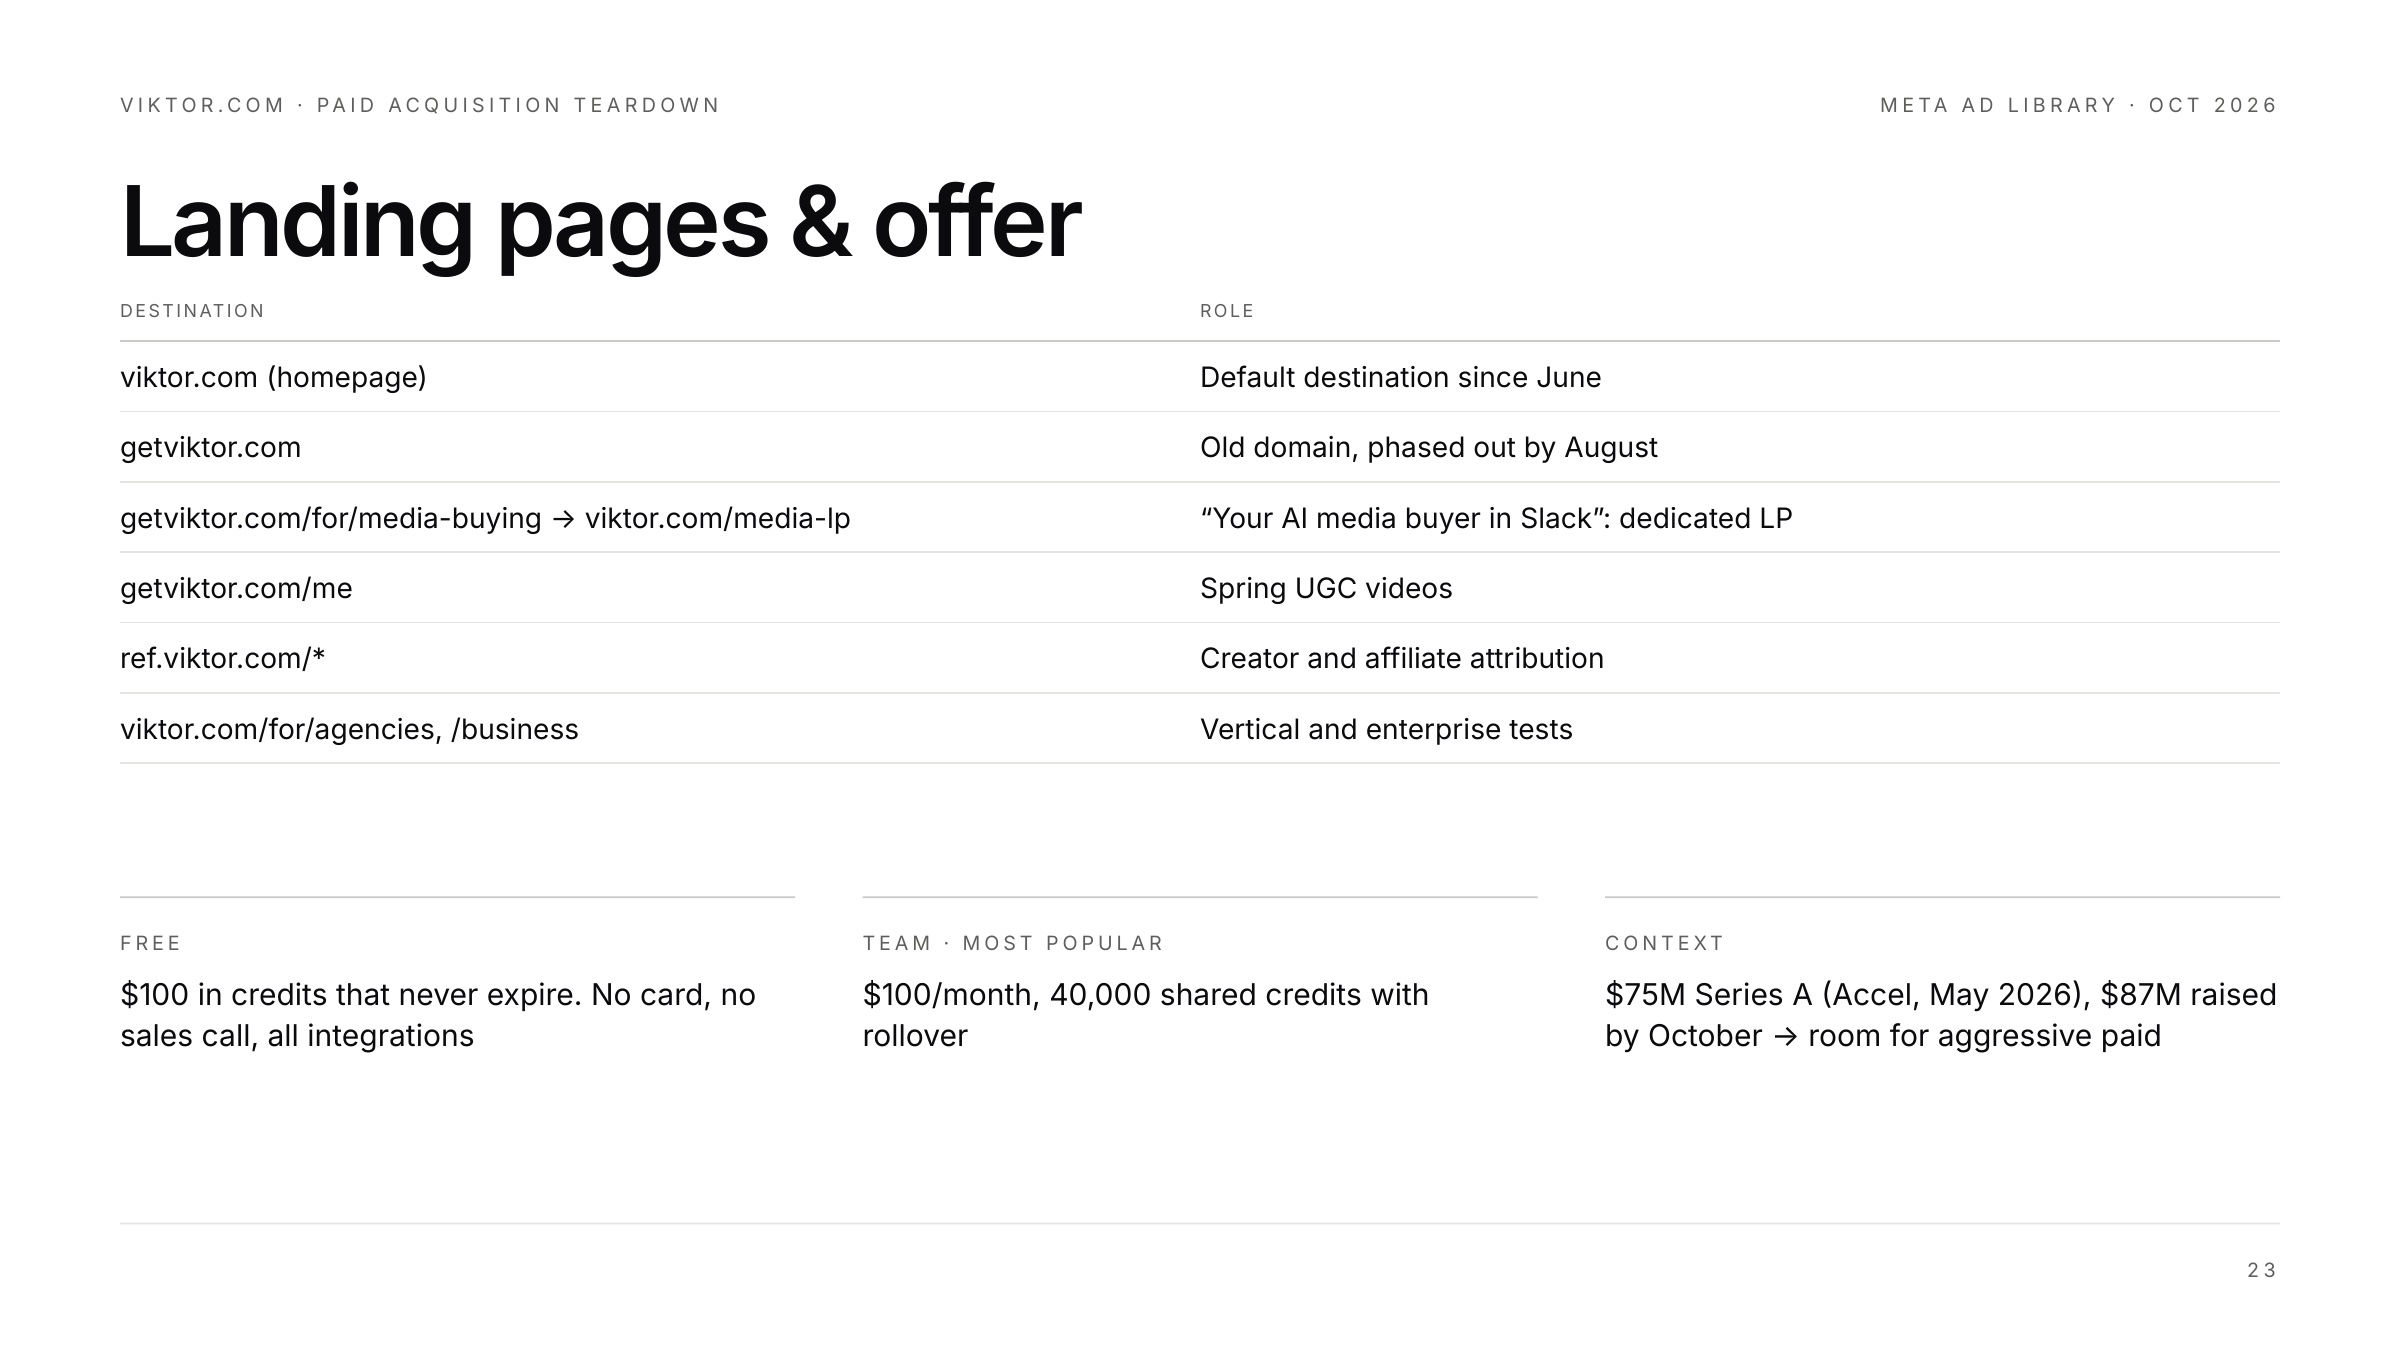 VIKTOR.COM · PAID ACQUISITION TEARDOWN
META AD LIBRARY · OCT 2026
Landing pages & offer
DESTINATION
ROLE
viktor.com (homepage)
Default destination since June
getviktor.com
Old domain, phased out by August
getviktor.com/for/media-buying → viktor.com/media-lp
“Your AI media buyer in Slack”: dedicated LP
getviktor.com/me
Spring UGC videos
ref.viktor.com/*
Creator and affiliate attribution
viktor.com/for/agencies, /business
Vertical and enterprise tests
FREE
$100 in credits that never expire. No card, no
sales call, all integrations
TEAM · MOST POPULAR
$100/month, 40,000 shared credits with
rollover
CONTEXT
$75M Series A (Accel, May 2026), $87M raised
by October → room for aggressive paid
23